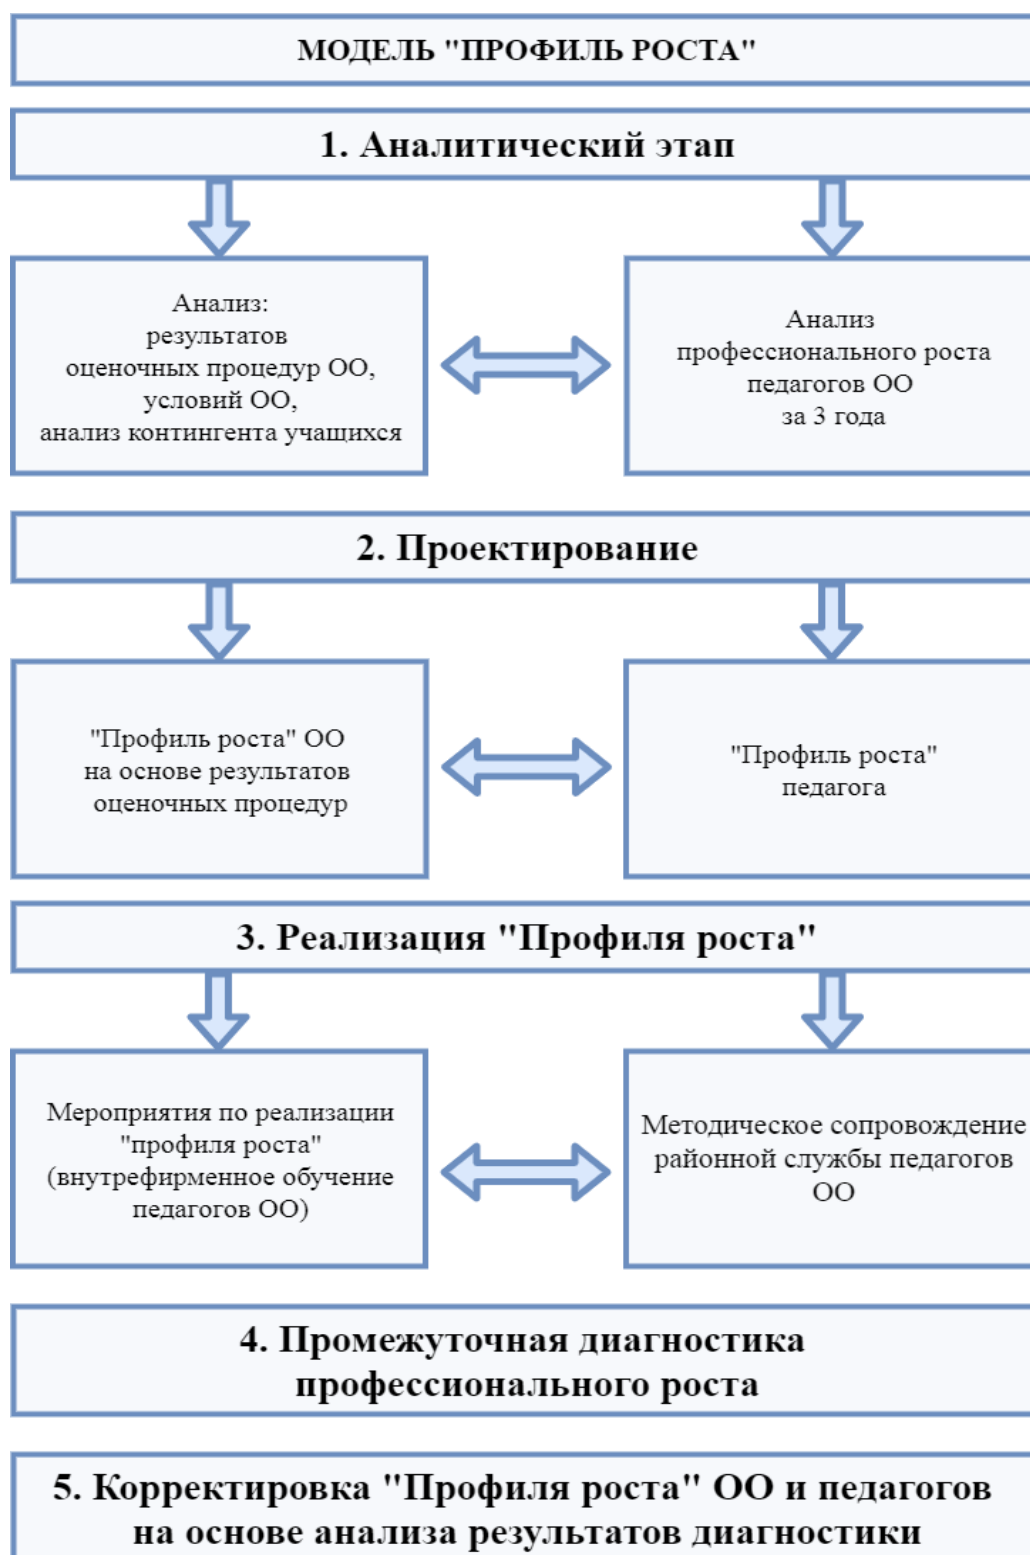 МОДЕЛЬ "ПРОФИЛЬ РОСТА"
1. Аналитический этап
Анализ:
результатов
оценочных процедур ОО,
условий ОО,
анализ контингента учащихся
Анализ
профессионального роста
педагогов ОО
за 3 года
2. Проектирование
"Профиль роста" ОО
на основе результатов
оценочных процедур
"Профиль роста"
педагога
3. Реализация "Профиля роста"
Мероприятия по реализации
"профиля роста"
(внутрефирменное обучение
педагогов ОО)
Методическое сопровождение
районной службы педагогов
ОО
4. Промежуточная диагностика
профессионального роста
5. Корректировка "Профиля роста" ОО и педагогов
на основе анализа результатов диагностики